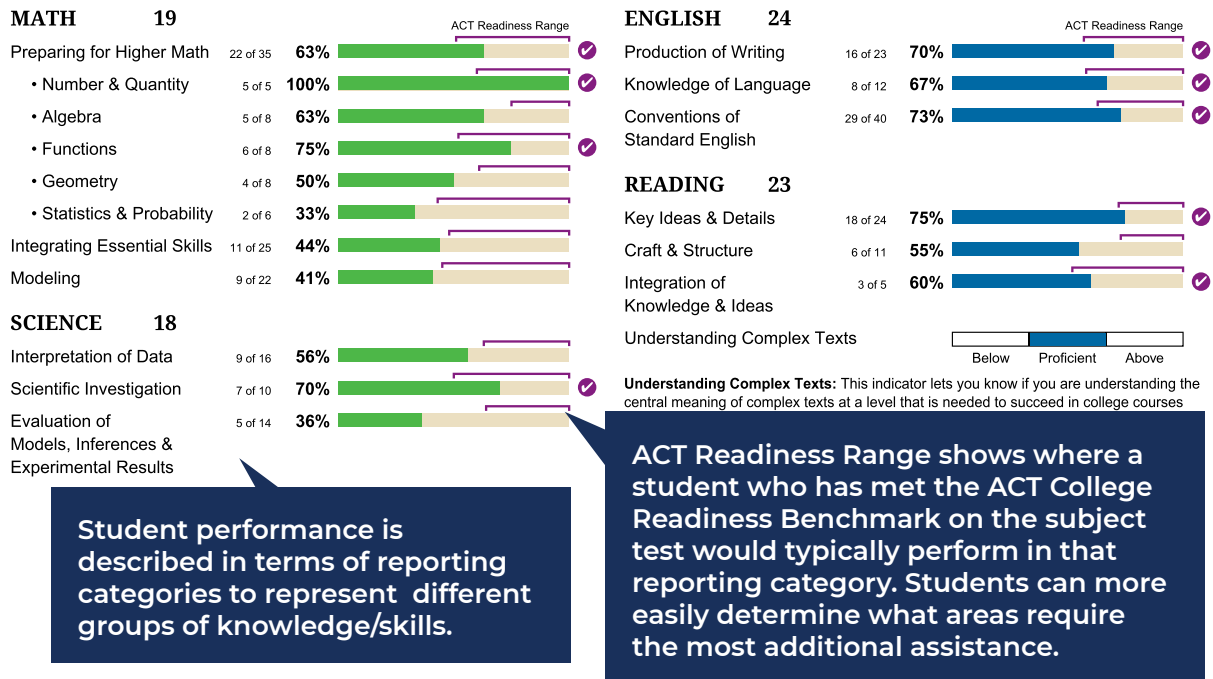 MATH 19
ACT Readiness Range
Preparing for Higher Math 22 of 35 63%
• Number & Quantity 5 of 5 100%
• Algebra 5 of 8 63%
• Functions 6 of 8 75%
• Geometry 4 of 8 50%
• Statistics & Probability 2 of 6 33%
Integrating Essential Skills 11 of 25 44%
Modeling 9 of 22 41%
SCIENCE 18
Interpretation of Data 9 of 16 56%
Scientific Investigation 7 of 10 70%
Evaluation of 5 of 14 36%
Models, Inferences &
Experimental Results
Student performance is
described in terms of reporting
categories to represent different
groups of knowledge/skills.
ENGLISH 24
ACT Readiness Range
Production of Writing 16 of 23 70%
Knowledge of Language 8 of 12 67%
Conventions of 29 of 40 73%
Standard English
READING 23
Key Ideas & Details 18 of 24 75%
Craft & Structure 6 of 11 55%
Integration of 3 of 5 60%
Knowledge & Ideas
Understanding Complex Texts
Below Proficient Above
Understanding Complex Texts: This indicator lets you know if you are understanding the
central meaning of complex texts at a level that is needed to succeed in college courses
ACT Readiness Range shows where a
student who has met the ACT College
Readiness Benchmark on the subject
test would typically perform in that
reporting category. Students can more
easily determine what areas require
the most additional assistance.